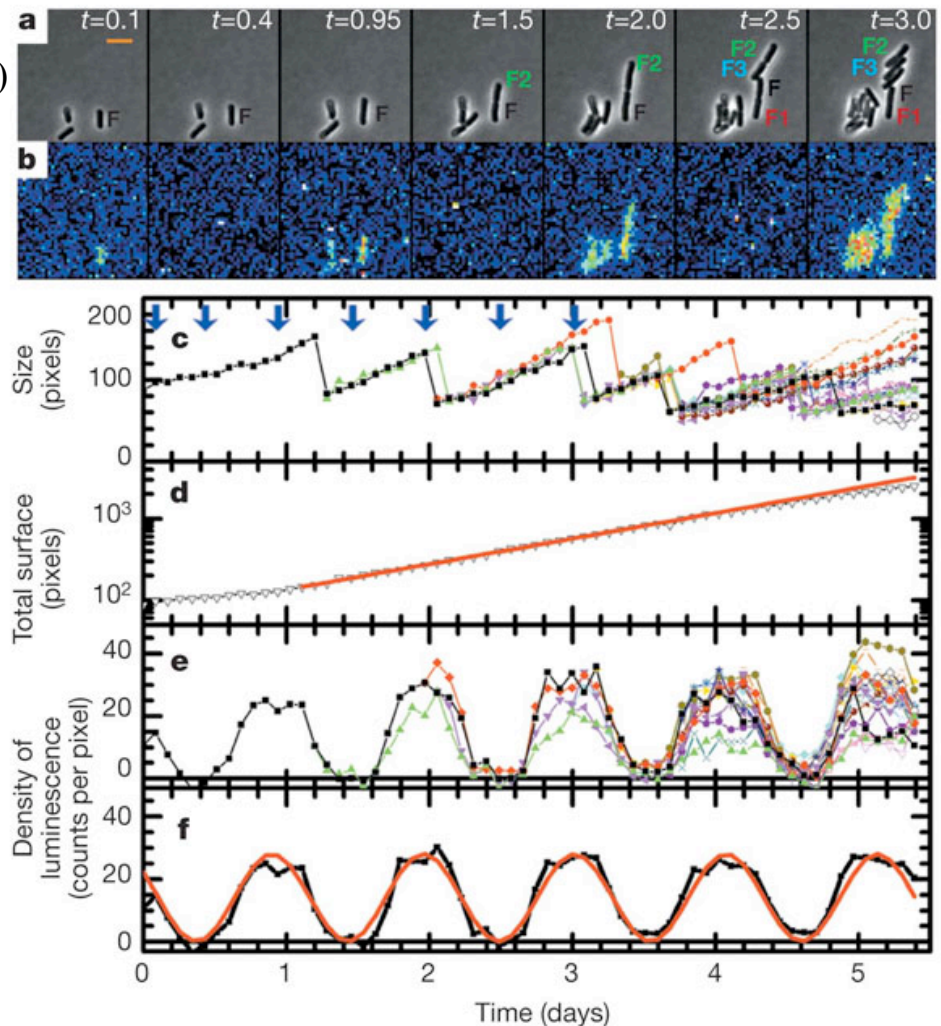 )
a t=0.1 t=0.4 t=0.95 t=1.5 t=2.0 t=2.5 t=3.0
F F F F2 F F2 F F2 F3 F F1 F2 F3 F F1
b
c
Size
(pixels)
200
100
0
d
Total surface
(pixels)
10³
10²
e
Density of
luminescence
(counts per pixel)
40
20
0
f
40
20
0
0 1 2 3 4 5
Time (days)